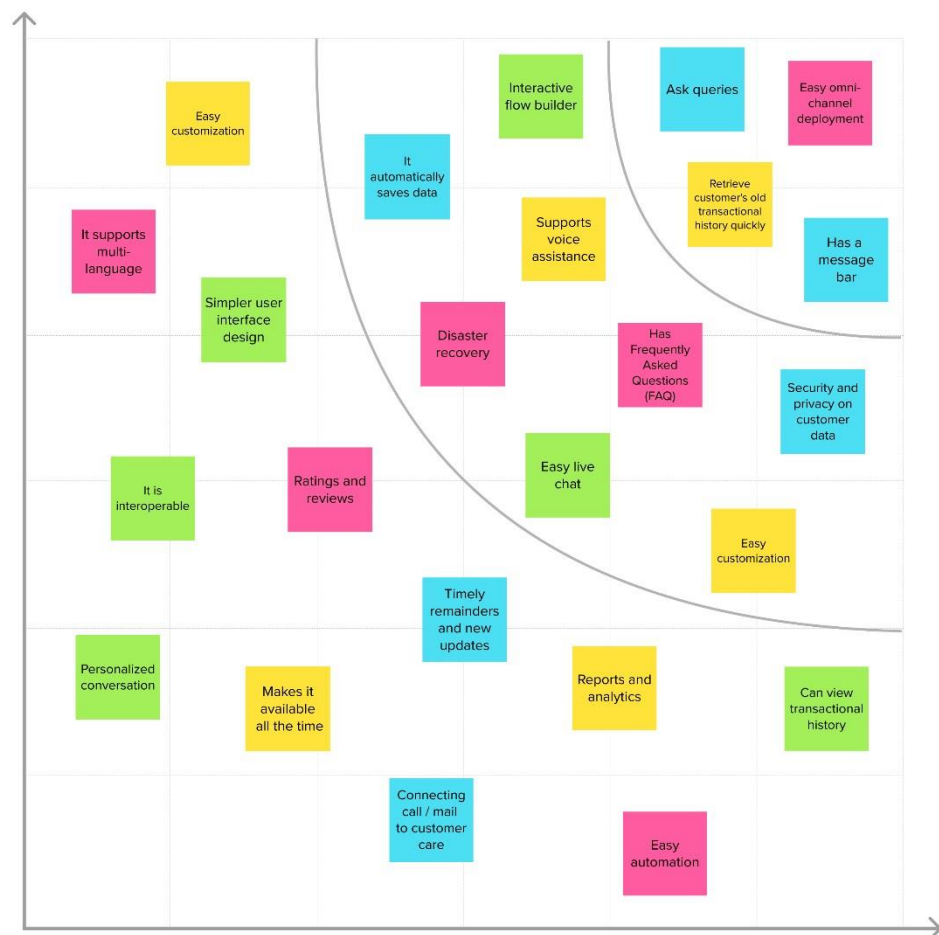 Easy
customization
Interactive
flow builder
Ask queries
Easy omni-
channel
deployment
It
automatically
saves data
Retrieve
customer's old
transactional
history quickly
It supports
multi-
language
Supports
voice
assistance
Has a
message
bar
Simpler user
interface
design
Disaster
recovery
Has
Frequently
Asked
Questions
(FAQ)
Security and
privacy on
customer
data
It is
interoperable
Ratings and
reviews
Easy live
chat
Easy
customization
Timely
remainders
and new
updates
Personalized
conversation
Makes it
available
all the time
Reports and
analytics
Can view
transactional
history
Connecting
call / mail
to customer
care
Easy
automation